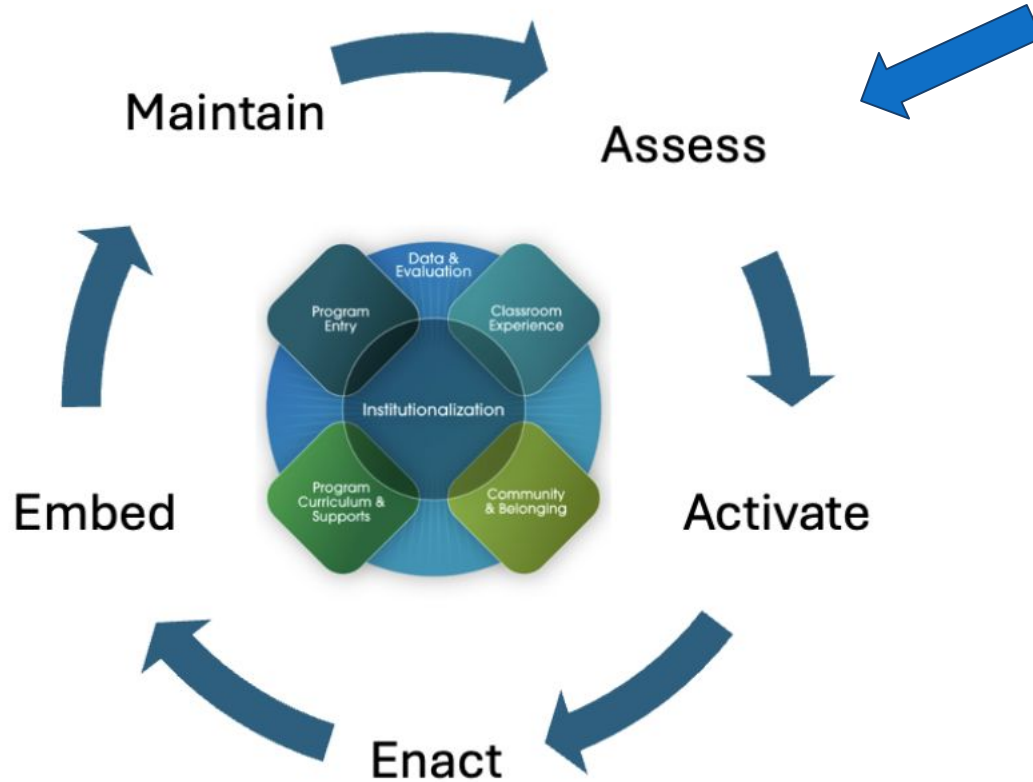 Maintain
Assess
Data &
Evaluation
Program
Entry
Classroom
Experience
Institutionalization
Program
Curriculum &
Supports
Community
& Belonging
Embed
Activate
Enact